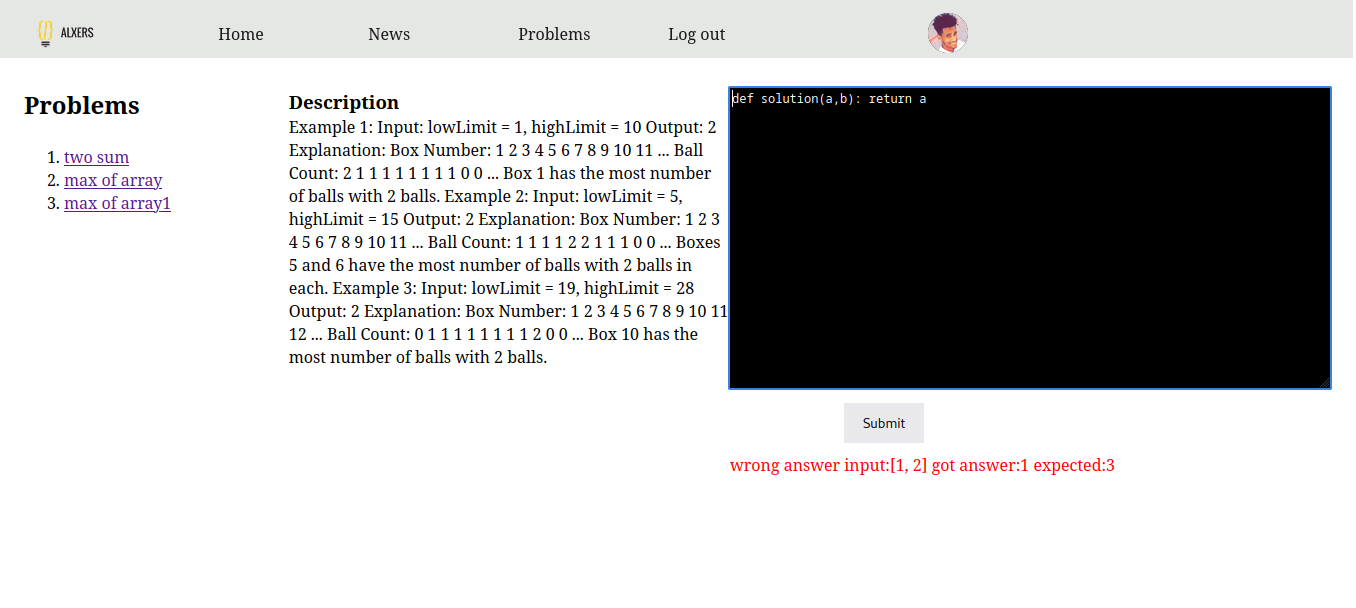 ALXERS
Home
News
Problems
Log out
Problems
1. two sum
2. max of array
3. max of array1
Description
Example 1: Input: lowLimit = 1, highLimit = 10 Output: 2
Explanation: Box Number: 1 2 3 4 5 6 7 8 9 10 11 ... Ball
Count: 2 1 1 1 1 1 1 1 1 0 0 ... Box 1 has the most number
of balls with 2 balls. Example 2: Input: lowLimit = 5,
highLimit = 15 Output: 2 Explanation: Box Number: 1 2 3
4 5 6 7 8 9 10 11 ... Ball Count: 1 1 1 1 2 2 1 1 1 0 0 ... Boxes
5 and 6 have the most number of balls with 2 balls in
each. Example 3: Input: lowLimit = 19, highLimit = 28
Output: 2 Explanation: Box Number: 1 2 3 4 5 6 7 8 9 10 11
12 ... Ball Count: 0 1 1 1 1 1 1 1 1 2 0 0 ... Box 10 has the
most number of balls with 2 balls.
def solution(a,b): return a
Submit
wrong answer input:[1, 2] got answer:1 expected:3